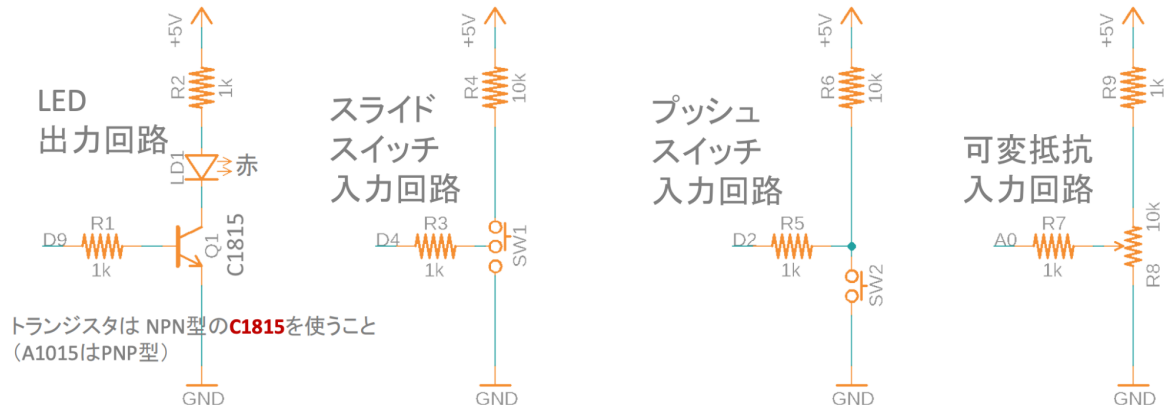 +5V
R2
1k
LED
出力回路
LD1
赤
R1
D9
1k
Q1
C1815
トランジスタは NPN型のC1815を使うこと
（A1015はPNP型）
GND
+5V
R4
10k
スライド
スイッチ
入力回路
R3
D4
1k
SW1
GND
+5V
R6
10k
プッシュ
スイッチ
入力回路
R5
D2
1k
SW2
GND
+5V
R9
1k
可変抵抗
入力回路
R7
A0
1k
10k
R8
GND